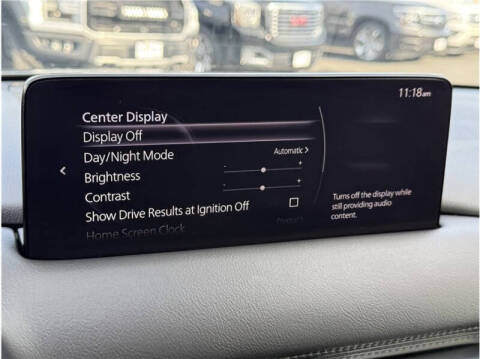 11:18am
Center Display
Display Off
Day/Night Mode Automatic
Brightness - +
Contrast - +
Show Drive Results at Ignition Off
Home Screen Clock
Turns off the display while
still providing audio
content.
GMC